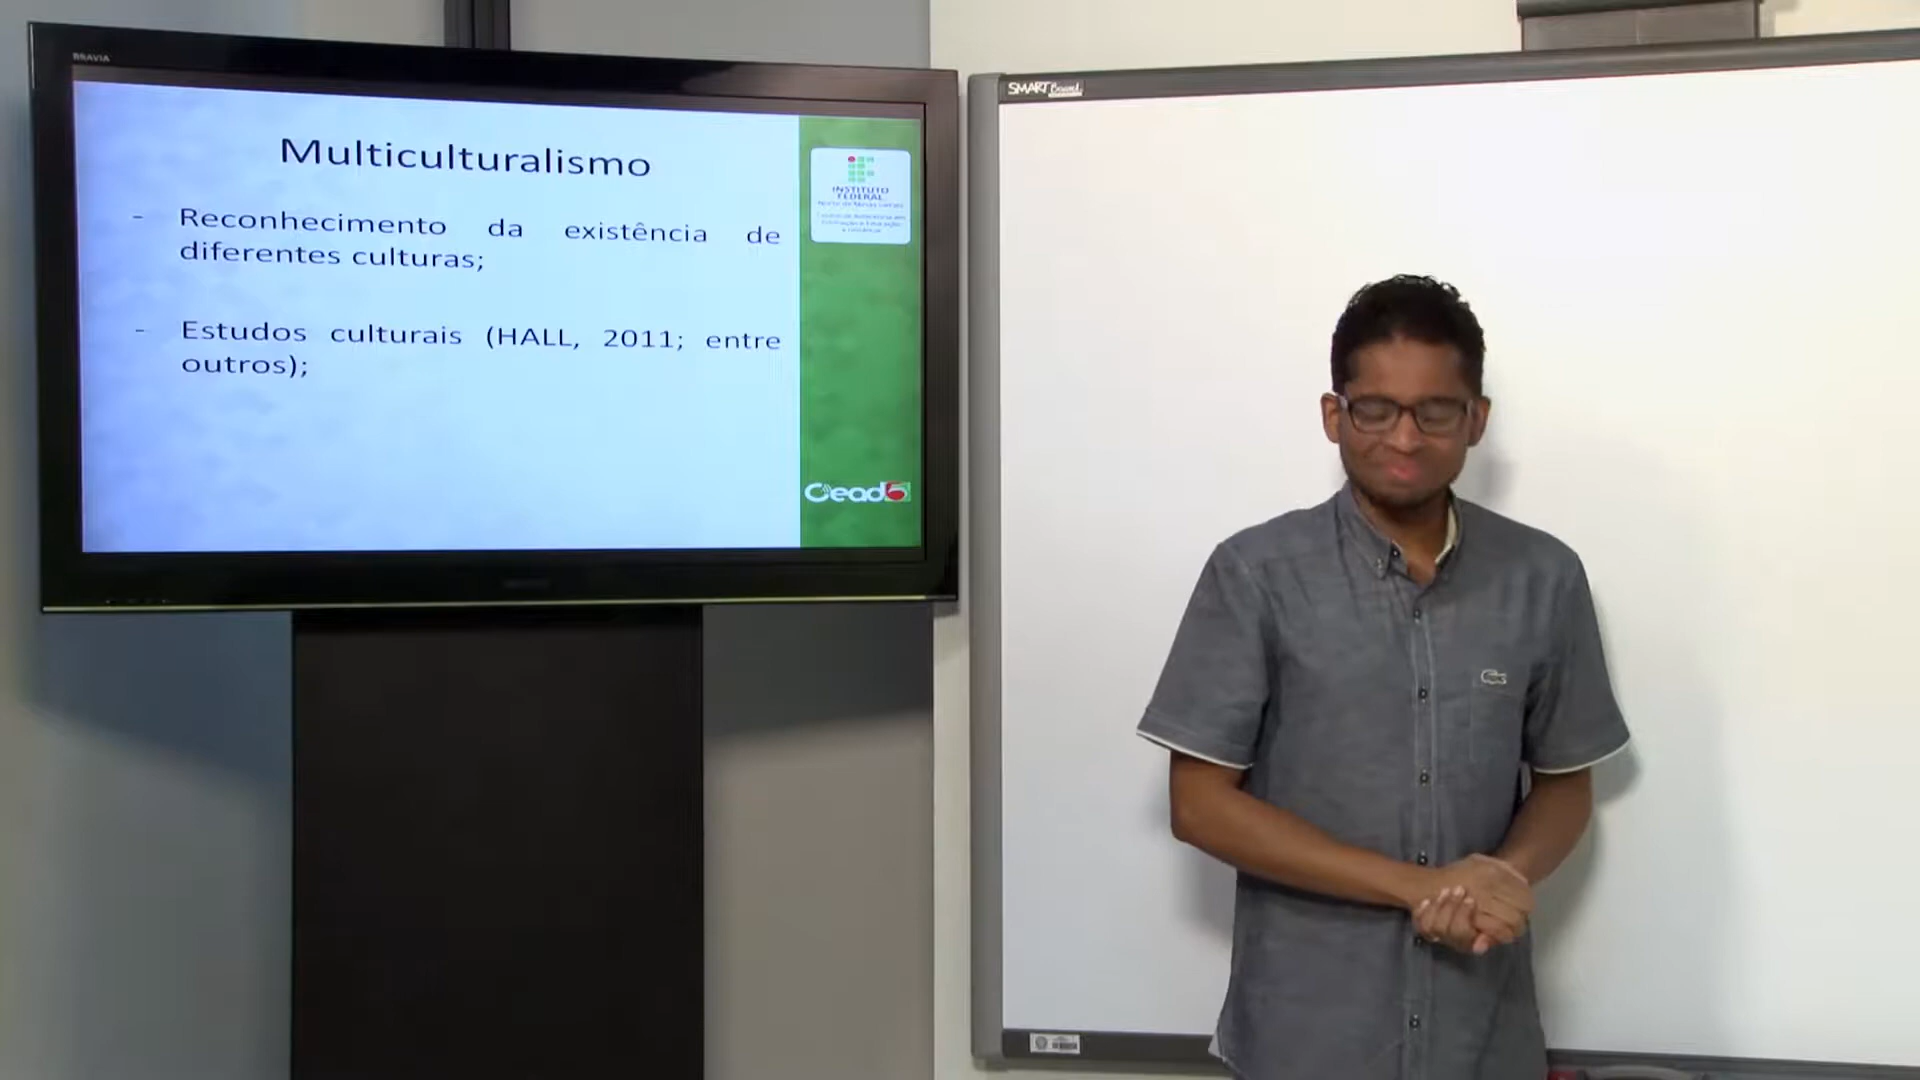 BRAVIA
Multiculturalismo
- Reconhecimento da existência de
diferentes culturas;
- Estudos culturais (HALL, 2011; entre
outros);
INSTITUTO
FEDERAL
Norte de Minas Gerais
Cead
SMART Board